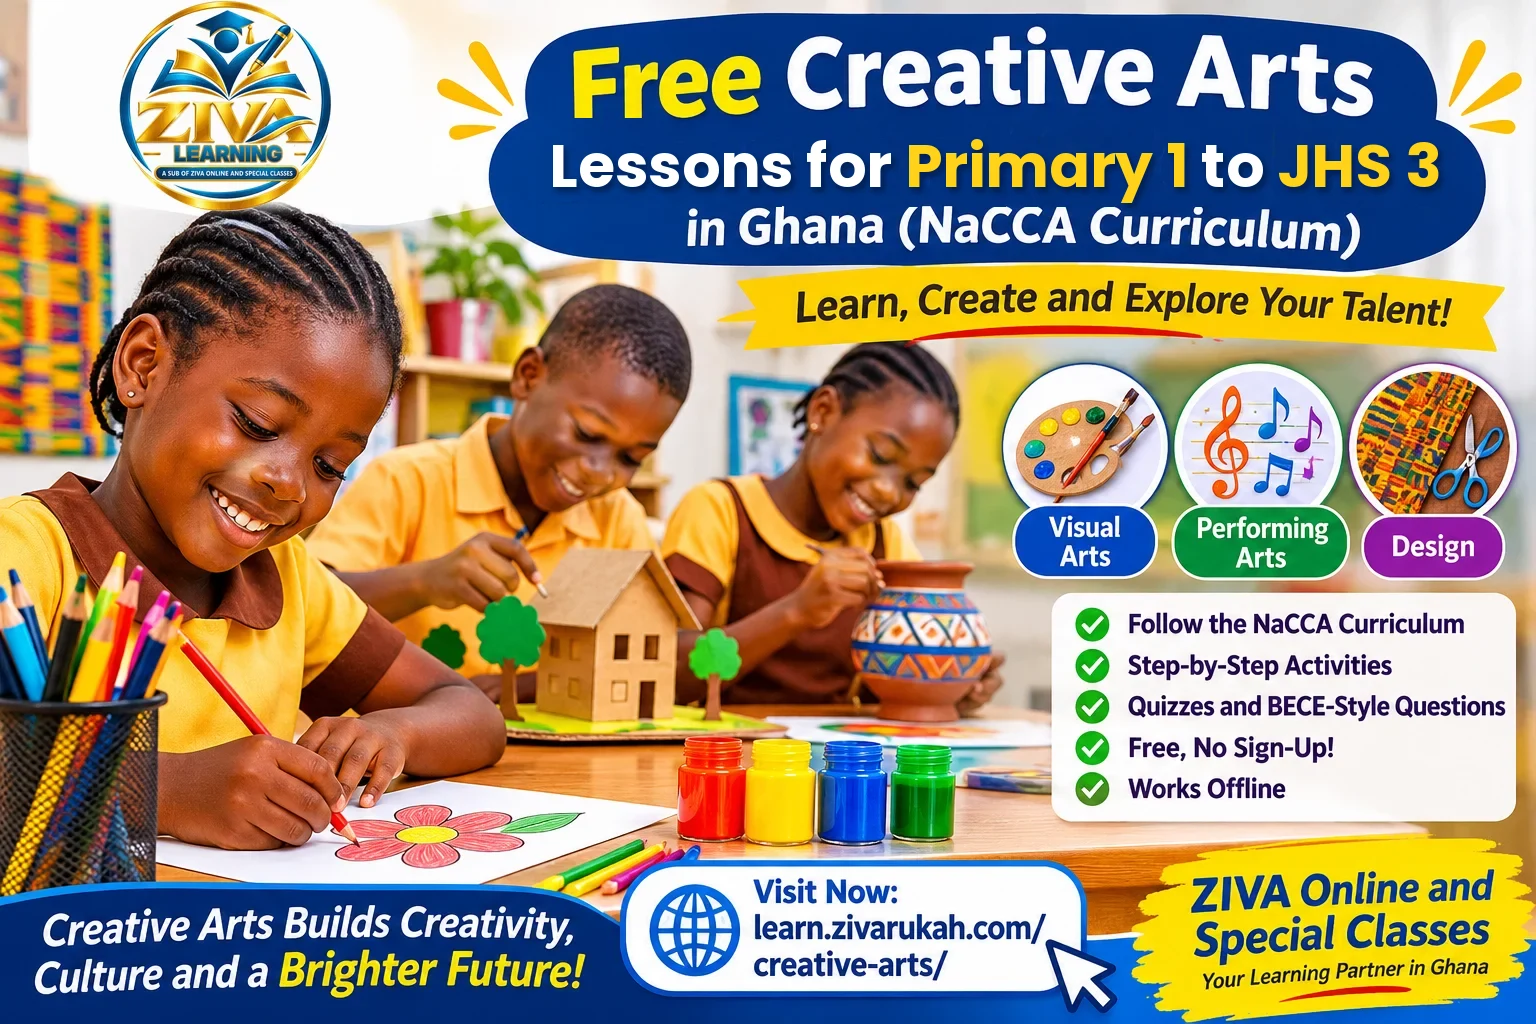 ZIVA
LEARNING
A SUB OF ZIVA ONLINE AND SPECIAL CLASSES
Free Creative Arts
Lessons for Primary 1 to JHS 3
in Ghana (NaCCA Curriculum)
Learn, Create and Explore Your Talent!
Visual
Arts
Performing
Arts
Design
Follow the NaCCA Curriculum
Step-by-Step Activities
Quizzes and BECE-Style Questions
Free, No Sign-Up!
Works Offline
Creative Arts Builds Creativity,
Culture and a Brighter Future!
Visit Now:
learn.zivarukah.com/
creative-arts/
ZIVA Online and
Special Classes
Your Learning Partner in Ghana